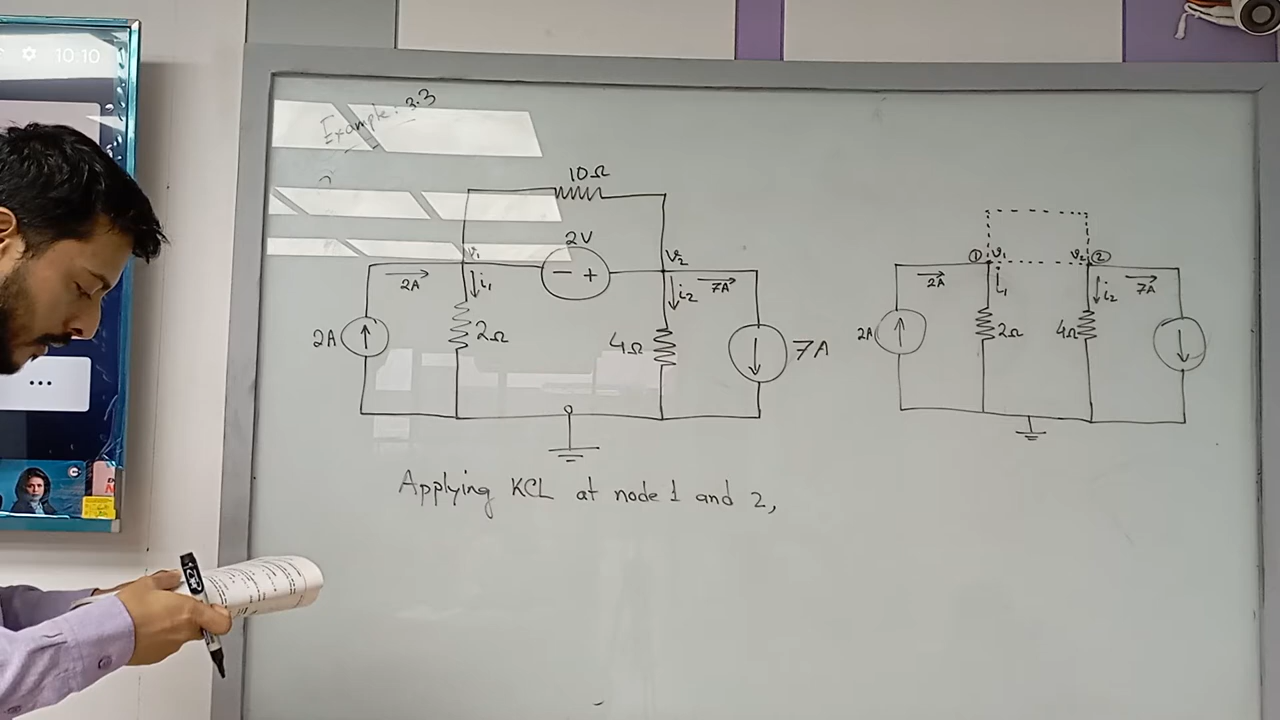 10:10
Example: 3.3
10Ω
2V
v₁
v₂
2A
i₁
i₂
7A
2A
2Ω
4Ω
7A
− +
① v₁
v₂ ②
2A
i₁
i₂
7A
2A
2Ω
4Ω
Applying KCL at node 1 and 2,